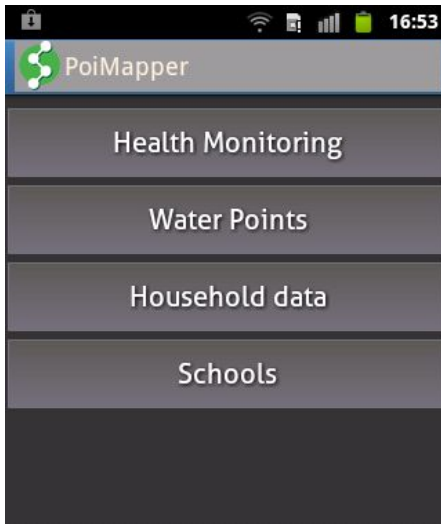 16:53
PoiMapper
Health Monitoring
Water Points
Household data
Schools